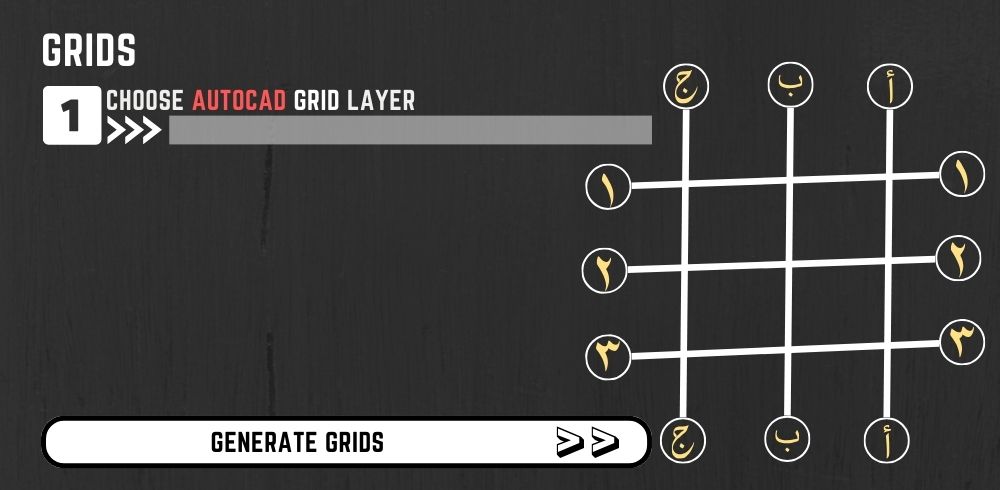 GRIDS
1 CHOOSE AUTOCAD GRID LAYER
>>>
ج ب أ
١ ١
٢ ٢
٣ ٣
ج ب أ
GENERATE GRIDS >>